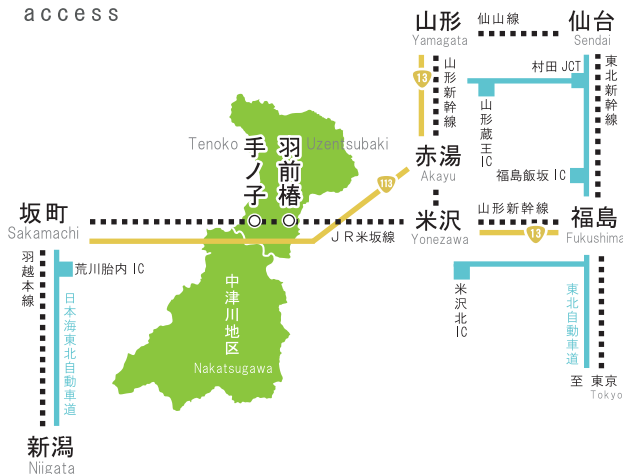 access
山形
Yamagata
仙山線
仙台
Sendai
13
山形新幹線
村田 JCT
山形蔵王IC
東北新幹線
手ノ子
Tenoko
羽前椿
Uzentsubaki
赤湯
Akayu
113
福島飯坂 IC
坂町
Sakamachi
JR米坂線
米沢
Yonezawa
山形新幹線
13
福島
Fukushima
羽越本線
荒川胎内 IC
日本海東北自動車道
中津川地区
Nakatsugawa
米沢北IC
東北自動車道
至 東京
Tokyo
新潟
Niigata